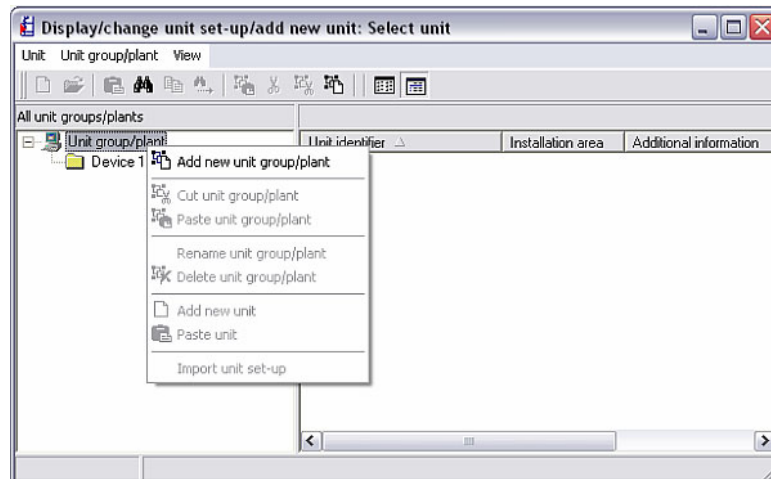 Display/change unit set-up/add new unit: Select unit
Unit Unit group/plant View
All unit groups/plants
Unit group/plant
Device 1
Unit identifier Installation area Additional information
Add new unit group/plant
Cut unit group/plant
Paste unit group/plant
Rename unit group/plant
Delete unit group/plant
Add new unit
Paste unit
Import unit set-up